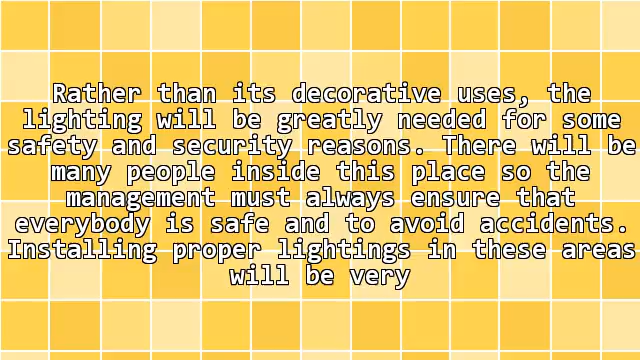 Rather than its decorative uses, the
lighting will be greatly needed for some
safety and security reasons. There will be
many people inside this place so the
management must always ensure that
everybody is safe and to avoid accidents.
Installing proper lightings in these areas
will be very